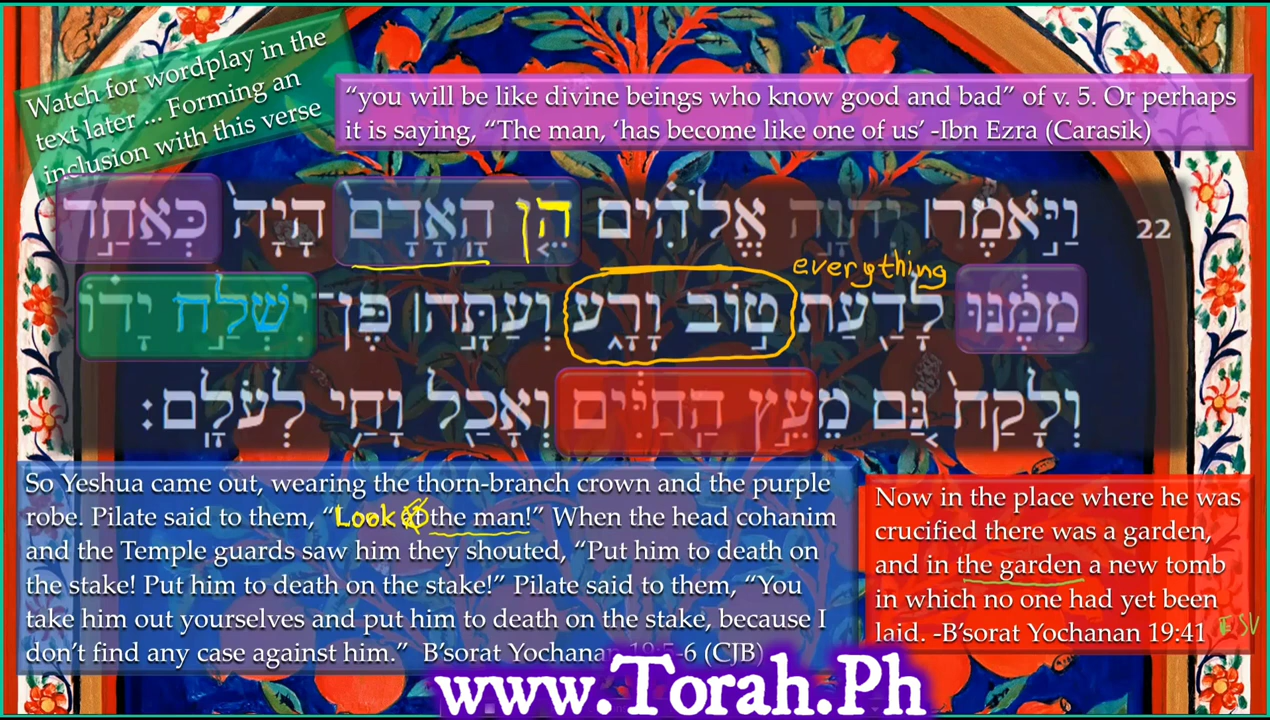 Watch for wordplay in the
text later ... Forming an
inclusion with this verse
“you will be like divine beings who know good and bad” of v. 5. Or perhaps
it is saying, “The man, ‘has become like one of us’ -Ibn Ezra (Carasik)
22 וַיֹּ֣אמֶר ׀ יְהוָ֣ה אֱלֹהִ֗ים הֵ֤ן הָֽאָדָם֙ הָיָה֙ כְּאַחַ֣ד
everything
מִמֶּ֔נּוּ לָדַ֖עַת ט֣וֹב וָרָ֑ע וְעַתָּ֣ה ׀ פֶּן־יִשְׁלַ֣ח יָד֗וֹ
וְלָקַח֙ גַּ֚ם מֵעֵ֣ץ הַֽחַיִּ֔ים וְאָכַ֖ל וָחַ֥י לְעֹלָֽם׃
So Yeshua came out, wearing the thorn-branch crown and the purple
robe. Pilate said to them, “Look the man!” When the head cohanim
and the Temple guards saw him they shouted, “Put him to death on
the stake! Put him to death on the stake!” Pilate said to them, “You
take him out yourselves and put him to death on the stake, because I
don’t find any case against him.” B’sorat Yochanan 19:5-6 (CJB)
Now in the place where he was
crucified there was a garden,
and in the garden a new tomb
in which no one had yet been
laid. -B’sorat Yochanan 19:41 ESV
www.Torah.Ph